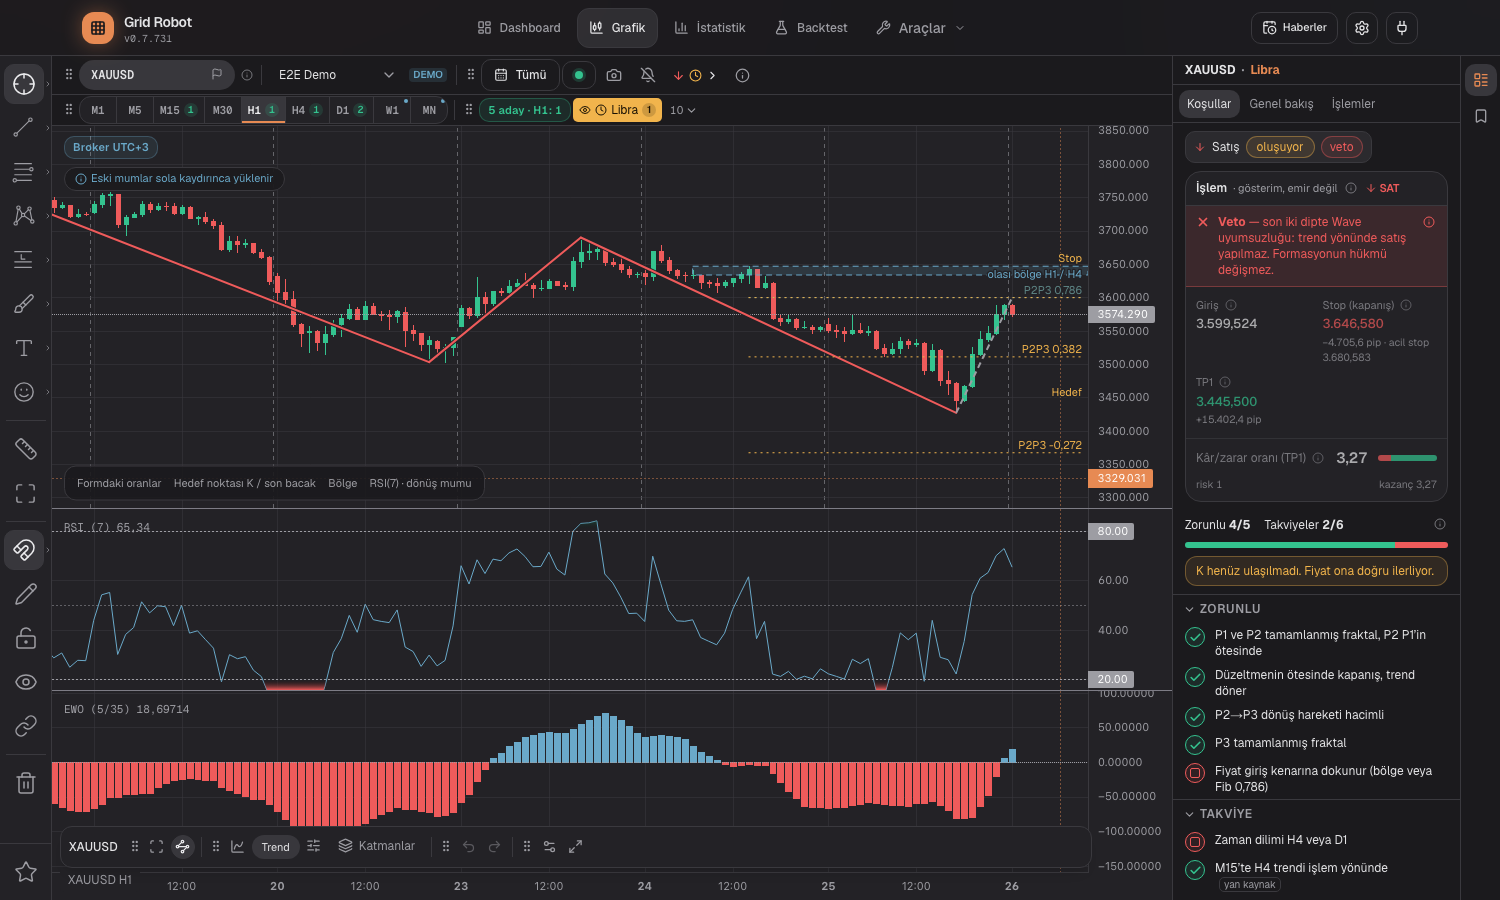 Grid Robot
v0.7.731
Dashboard
Grafik
İstatistik
Backtest
Araçlar
Haberler
XAUUSD
E2E Demo
DEMO
Tümü
M1 M5 M15 1 M30 H1 1 H4 1 D1 2 W1 MN
5 aday · H1: 1
Libra 1
10
Broker UTC+3
Eski mumlar sola kaydırınca yüklenir
Stop
olası bölge H1 / H4
P2P3 0,786
P2P3 0,382
Hedef
P2P3 -0,272
3850.000
3800.000
3750.000
3700.000
3650.000
3600.000
3574.290
3550.000
3500.000
3450.000
3400.000
3350.000
3329.031
3300.000
Formdaki oranlar Hedef noktası K / son bacak Bölge RSI(7) · dönüş mumu
RSI (7) 65,34
80.00
60.00
40.00
20.00
EWO (5/35) 18,69714
100.00000
50.00000
0.00000
−50.00000
−100.00000
−150.00000
XAUUSD
Trend
Katmanlar
XAUUSD H1
12:00 20 12:00 23 12:00 24 12:00 25 12:00 26
XAUUSD · Libra
Koşullar Genel bakış İşlemler
Satış oluşuyor veto
İşlem · gösterim, emir değil SAT
Veto — son iki dipte Wave
uyumsuzluğu: trend yönünde satış
yapılmaz. Formasyonun hükmü
değişmez.
Giriş
3.599,524
Stop (kapanış)
3.646,580
−4.705,6 pip · acil stop
3.680,583
TP1
3.445,500
+15.402,4 pip
Kâr/zarar oranı (TP1) 3,27
risk 1 kazanç 3,27
Zorunlu 4/5 Takviyeler 2/6
K henüz ulaşılmadı. Fiyat ona doğru ilerliyor.
ZORUNLU
P1 ve P2 tamamlanmış fraktal, P2 P1'in
ötesinde
Düzeltmenin ötesinde kapanış, trend
döner
P2→P3 dönüş hareketi hacimli
P3 tamamlanmış fraktal
Fiyat giriş kenarına dokunur (bölge veya
Fib 0,786)
TAKVİYE
Zaman dilimi H4 veya D1
M15'te H4 trendi işlem yönünde
yan kaynak